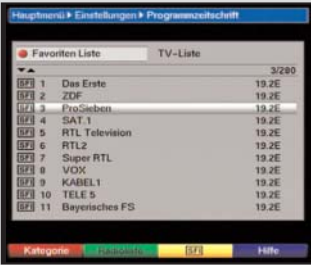 Hauptmenü Einstellungen Programmzeitschrift
Favoriten Liste TV-Liste
3/280
SFI 1 Das Erste 19.2E
SFI 2 ZDF 19.2E
SFI 3 ProSieben 19.2E
SFI 4 SAT.1 19.2E
SFI 5 RTL Television 19.2E
SFI 6 RTL2 19.2E
SFI 7 Super RTL 19.2E
SFI 8 VOX 19.2E
SFI 9 KABEL1 19.2E
SFI 10 TELE 5 19.2E
SFI 11 Bayerisches FS 19.2E
Kategorie Radioliste SFI Hilfe